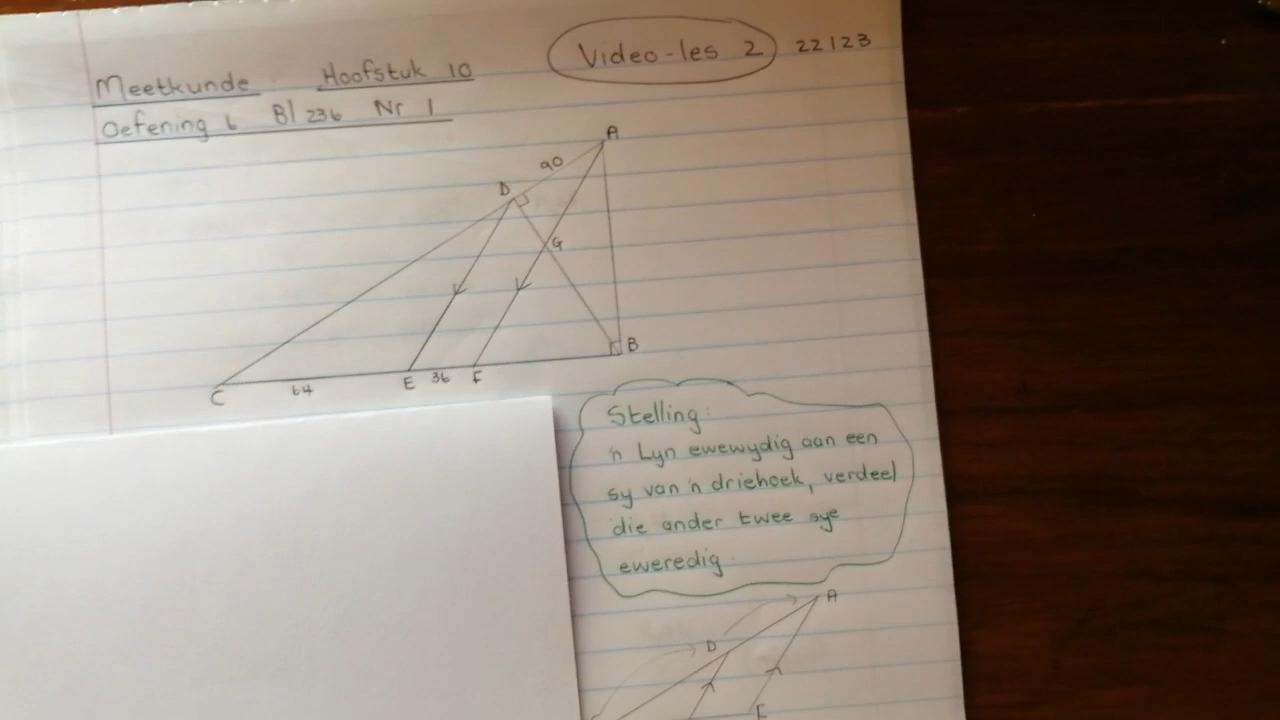 Video-les 2 22/23
Meetkunde Hoofstuk 10
Oefening 6 Bl 236 Nr 1
A
90
D
G
B
C 64 E 36 F
Stelling:
'n Lyn ewewydig aan een
sy van 'n driehoek, verdeel
die ander twee sye
eweredig.
A
D
F